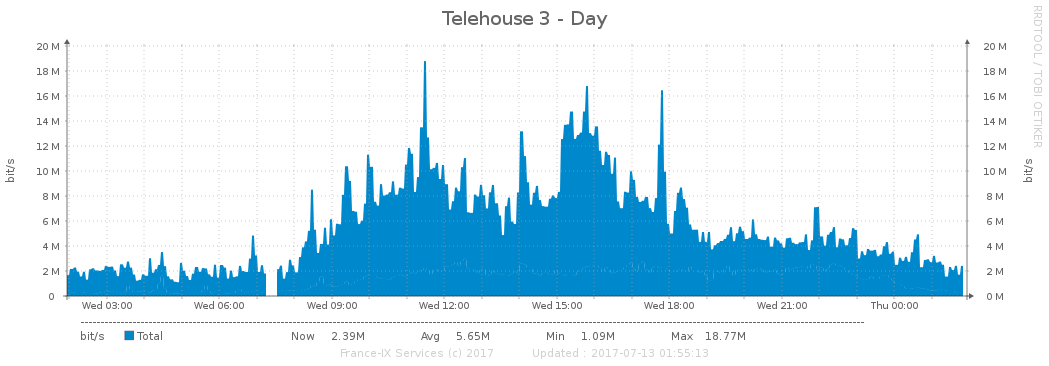 Telehouse 3 - Day
RRDTOOL / TOBI OETIKER
bit/s
20 M 20 M
18 M 18 M
16 M 16 M
14 M 14 M
12 M 12 M
10 M 10 M
8 M 8 M
6 M 6 M
4 M 4 M
2 M 2 M
0 0 M
bit/s
Wed 03:00 Wed 06:00 Wed 09:00 Wed 12:00 Wed 15:00 Wed 18:00 Wed 21:00 Thu 00:00
bit/s Total Now 2.39M Avg 5.65M Min 1.09M Max 18.77M
France-IX Services (c) 2017 Updated : 2017-07-13 01:55:13